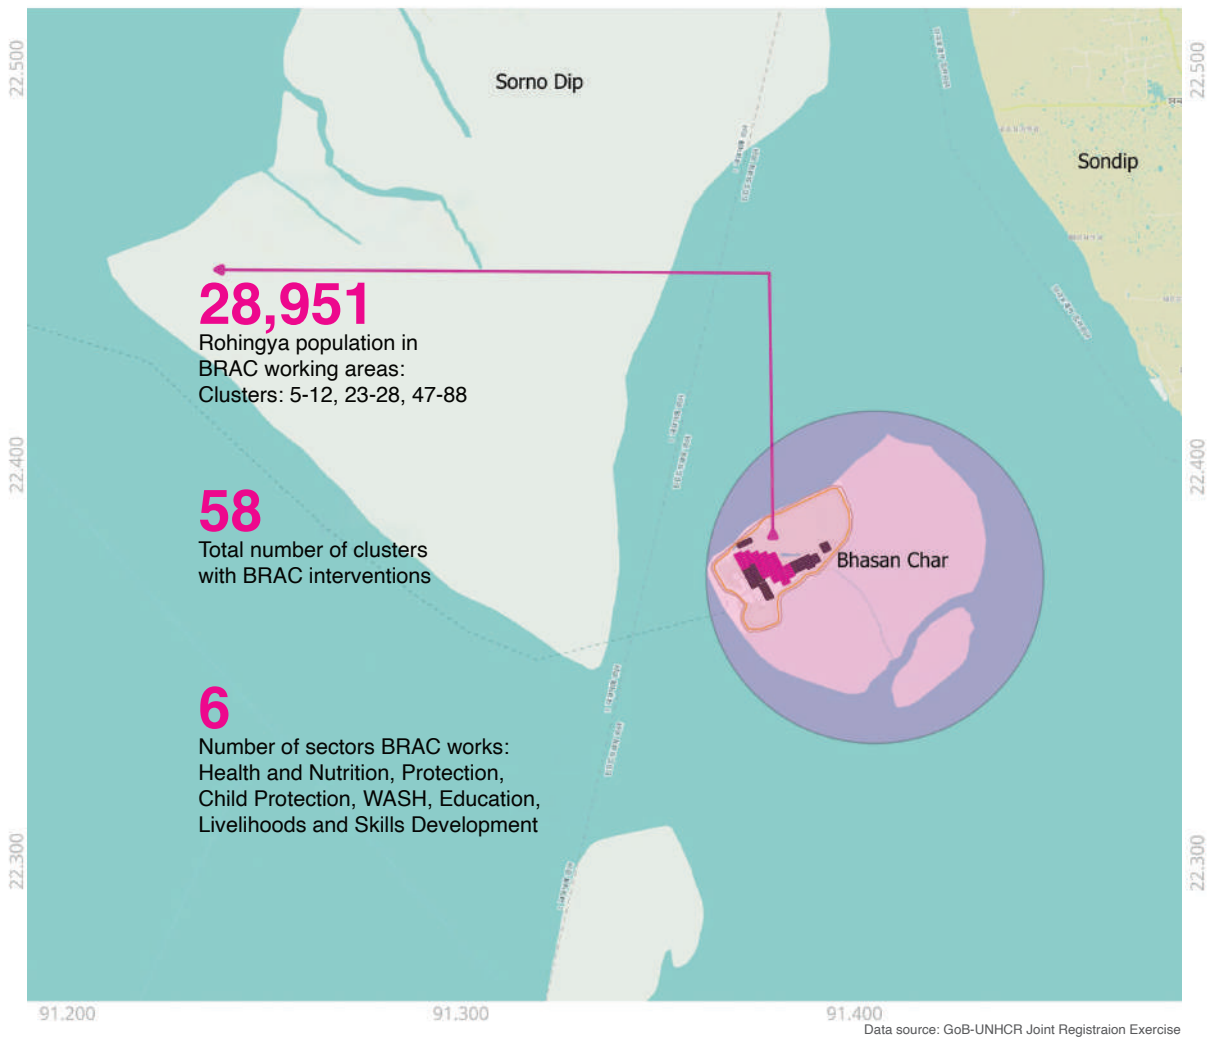 22.500
22.500
Sorno Dip
Sondip
28,951
Rohingya population in
BRAC working areas:
Clusters: 5-12, 23-28, 47-88
22.400
22.400
58
Total number of clusters
with BRAC interventions
Bhasan Char
6
Number of sectors BRAC works:
Health and Nutrition, Protection,
Child Protection, WASH, Education,
Livelihoods and Skills Development
22.300
22.300
91.200
91.300
91.400
Data source: GoB-UNHCR Joint Registraion Exercise